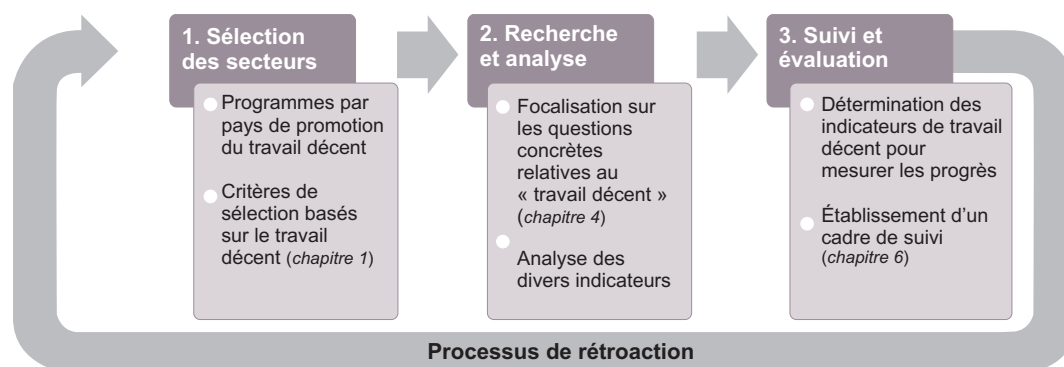 1. Sélection
des secteurs
Programmes par
pays de promotion
du travail décent
Critères de
sélection basés
sur le travail
décent (chapitre 1)
2. Recherche
et analyse
Focalisation sur
les questions
concrètes
relatives au
« travail décent »
(chapitre 4)
Analyse des
divers indicateurs
3. Suivi et
évaluation
Détermination des
indicateurs de travail
décent pour
mesurer les progrès
Établissement d’un
cadre de suivi
(chapitre 6)
Processus de rétroaction